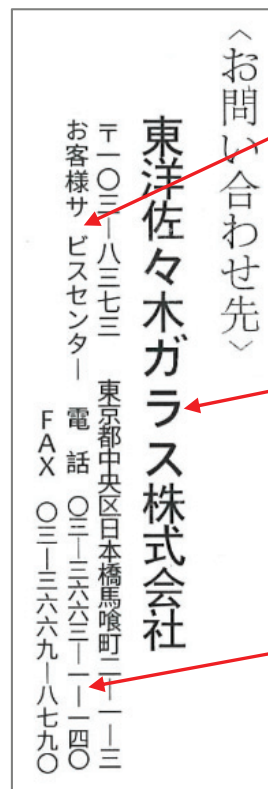 〈お問い合わせ先〉
東洋佐々木ガラス株式会社
〒一〇三―八三七三　東京都中央区日本橋馬喰町二―一―三
お客様サ ビスセンター　電 話 〇三―三六六三―一―一四〇
FAX 〇三―三六六九―八七九〇